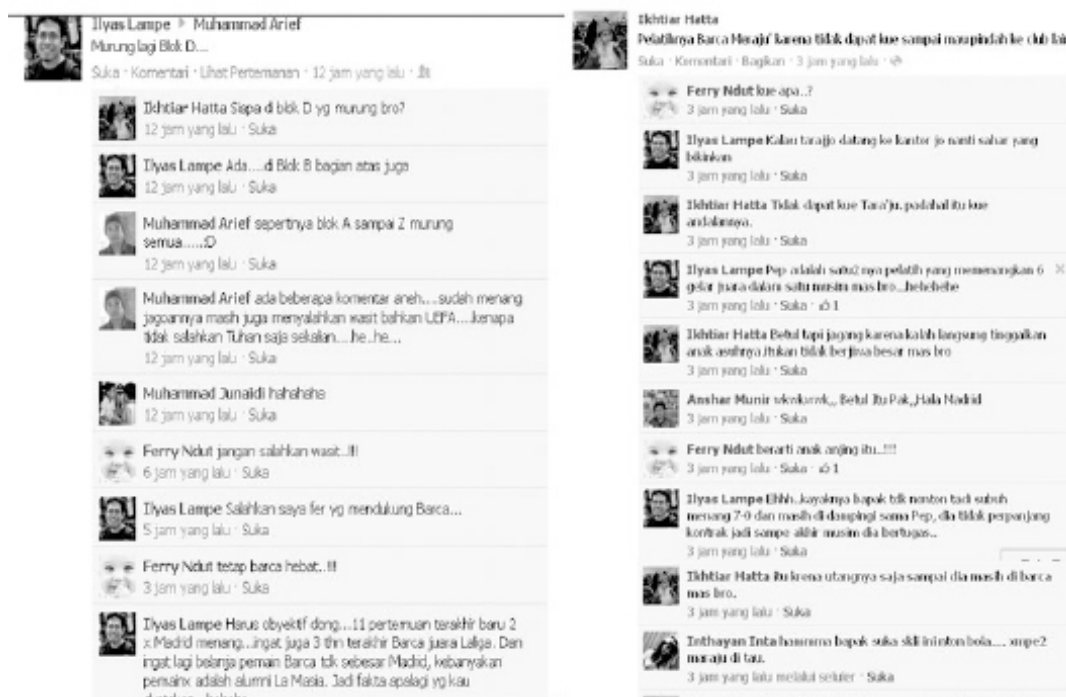 Ilyas Lampe ▸ Muhammad Arief
Murung lagi Blok D....
Suka · Komentari · Lihat Pertemanan · 12 jam yang lalu ·
Ikhtiar Hatta Siapa di blok D yg murung bro?
12 jam yang lalu · Suka
Ilyas Lampe Ada.....di Blok B bagian atas juga
12 jam yang lalu · Suka
Muhammad Arief sepertnya blok A sampai Z murung
semua......:D
12 jam yang lalu · Suka
Muhammad Arief ada beberapa komentar aneh....sudah menang
jagoannya masih juga menyalahkan wasit bahkan UEFA....kenapa
tidak salahkan Tuhan saja sekalian....he..he...
12 jam yang lalu · Suka
Muhammad Junaidi hahahaha
12 jam yang lalu · Suka
Ferry Ndut jangan salahkan wasit..!!!
6 jam yang lalu · Suka
Ilyas Lampe Salahkan saya fer yg mendukung Barca...
5 jam yang lalu · Suka
Ferry Ndut tetap barca hebat..!!!
3 jam yang lalu · Suka
Ilyas Lampe Harus obyektif dong...11 pertemuan terakhir baru 2
x Madrid menang...ingat juga 3 thn terakhir Barca juara Laliga. Dan
ingat lagi belanja pemain Barca tdk sebesar Madrid, kebanyakan
pemainx adalah alumni La Masia. Jadi fakta apalagi yg kau
Ikhtiar Hatta
Pelatihnya Barca Meraju' karena tidak dapat kue sampai mau pindah ke club lain
Suka · Komentari · Bagikan · 3 jam yang lalu ·
Ferry Ndut kue apa..?
3 jam yang lalu · Suka
Ilyas Lampe Kalau tarajjo datang ke kantor jo nanti sahar yang
bikinkan
3 jam yang lalu · Suka
Ikhtiar Hatta Tidak dapat kue Tara'ju. padahal itu kue
andalannya.
3 jam yang lalu · Suka
Ilyas Lampe Pep adalah satu2 nya pelatih yang memenangkan 6
gelar juara dalam satu musim mas bro...hehehehe
3 jam yang lalu · Suka · 1
Ikhtiar Hatta Betul tapi jagang karena kalah langsung tinggalkan
anak asuhnya.itukan tidak berjiwa besar mas bro
3 jam yang lalu · Suka
Anshar Munir wkwkwwk,, Betul Itu Pak,,Hala Madrid
3 jam yang lalu · Suka
Ferry Ndut berarti anak anjing itu..!!!
3 jam yang lalu · Suka · 1
Ilyas Lampe Ehhh..kayaknya bapak tdk nonton tadi subuh
menang 7-0 dan masih di dampingi sama Pep, dia tidak perpanjang
kontrak jadi sampe akhir musim dia bertugas..
3 jam yang lalu · Suka
Ikhtiar Hatta itu krena utangnya saja sampai dia masih di barca
mas bro.
3 jam yang lalu · Suka
Inthayan Inta bapak suka skli ini nton bola..... smpe2
maraju di tau.
3 jam yang lalu melalui seluler · Suka